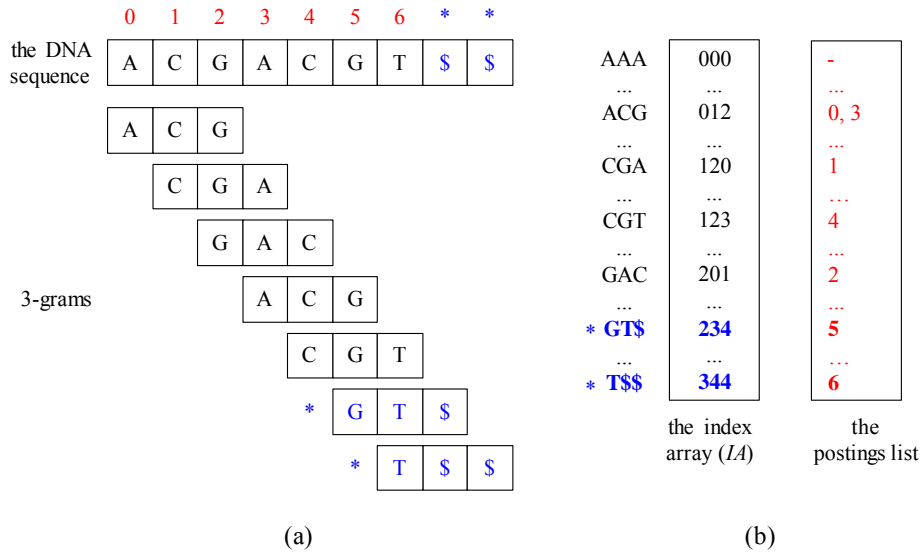 0 1 2 3 4 5 6 * *
the DNA
sequence
A C G A C G T $ $
A C G
C G A
G A C
3-grams
A C G
C G T
* G T $
* T $ $
(a)
AAA 000 -
... ... ...
ACG 012 0, 3
... ... ...
CGA 120 1
... ... ...
CGT 123 4
... ... ...
GAC 201 2
... ... ...
* GT$ 234 5
... ... ...
* T$$ 344 6
the index
array (IA)
the
postings list
(b)